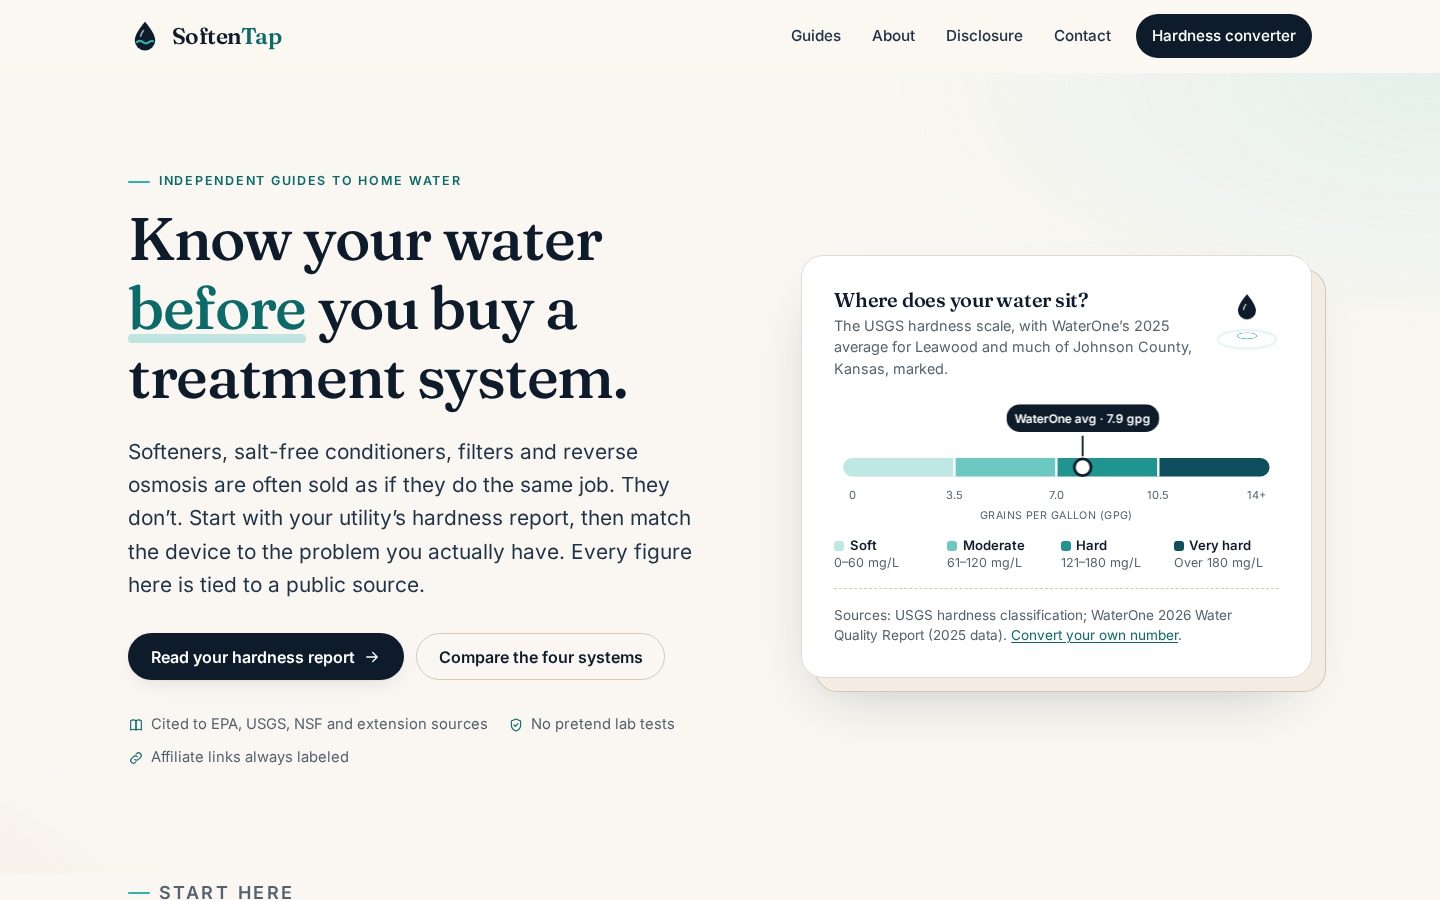 SoftenTap
Guides About Disclosure Contact Hardness converter
INDEPENDENT GUIDES TO HOME WATER
Know your water
before you buy a
treatment system.
Softeners, salt-free conditioners, filters and reverse
osmosis are often sold as if they do the same job. They
don’t. Start with your utility’s hardness report, then match
the device to the problem you actually have. Every figure
here is tied to a public source.
Read your hardness report →
Compare the four systems
Cited to EPA, USGS, NSF and extension sources
No pretend lab tests
Affiliate links always labeled
Where does your water sit?
The USGS hardness scale, with WaterOne’s 2025
average for Leawood and much of Johnson County,
Kansas, marked.
WaterOne avg · 7.9 gpg
0 3.5 7.0 10.5 14+
GRAINS PER GALLON (GPG)
Soft Moderate Hard Very hard
0–60 mg/L 61–120 mg/L 121–180 mg/L Over 180 mg/L
Sources: USGS hardness classification; WaterOne 2026 Water
Quality Report (2025 data). Convert your own number.
START HERE